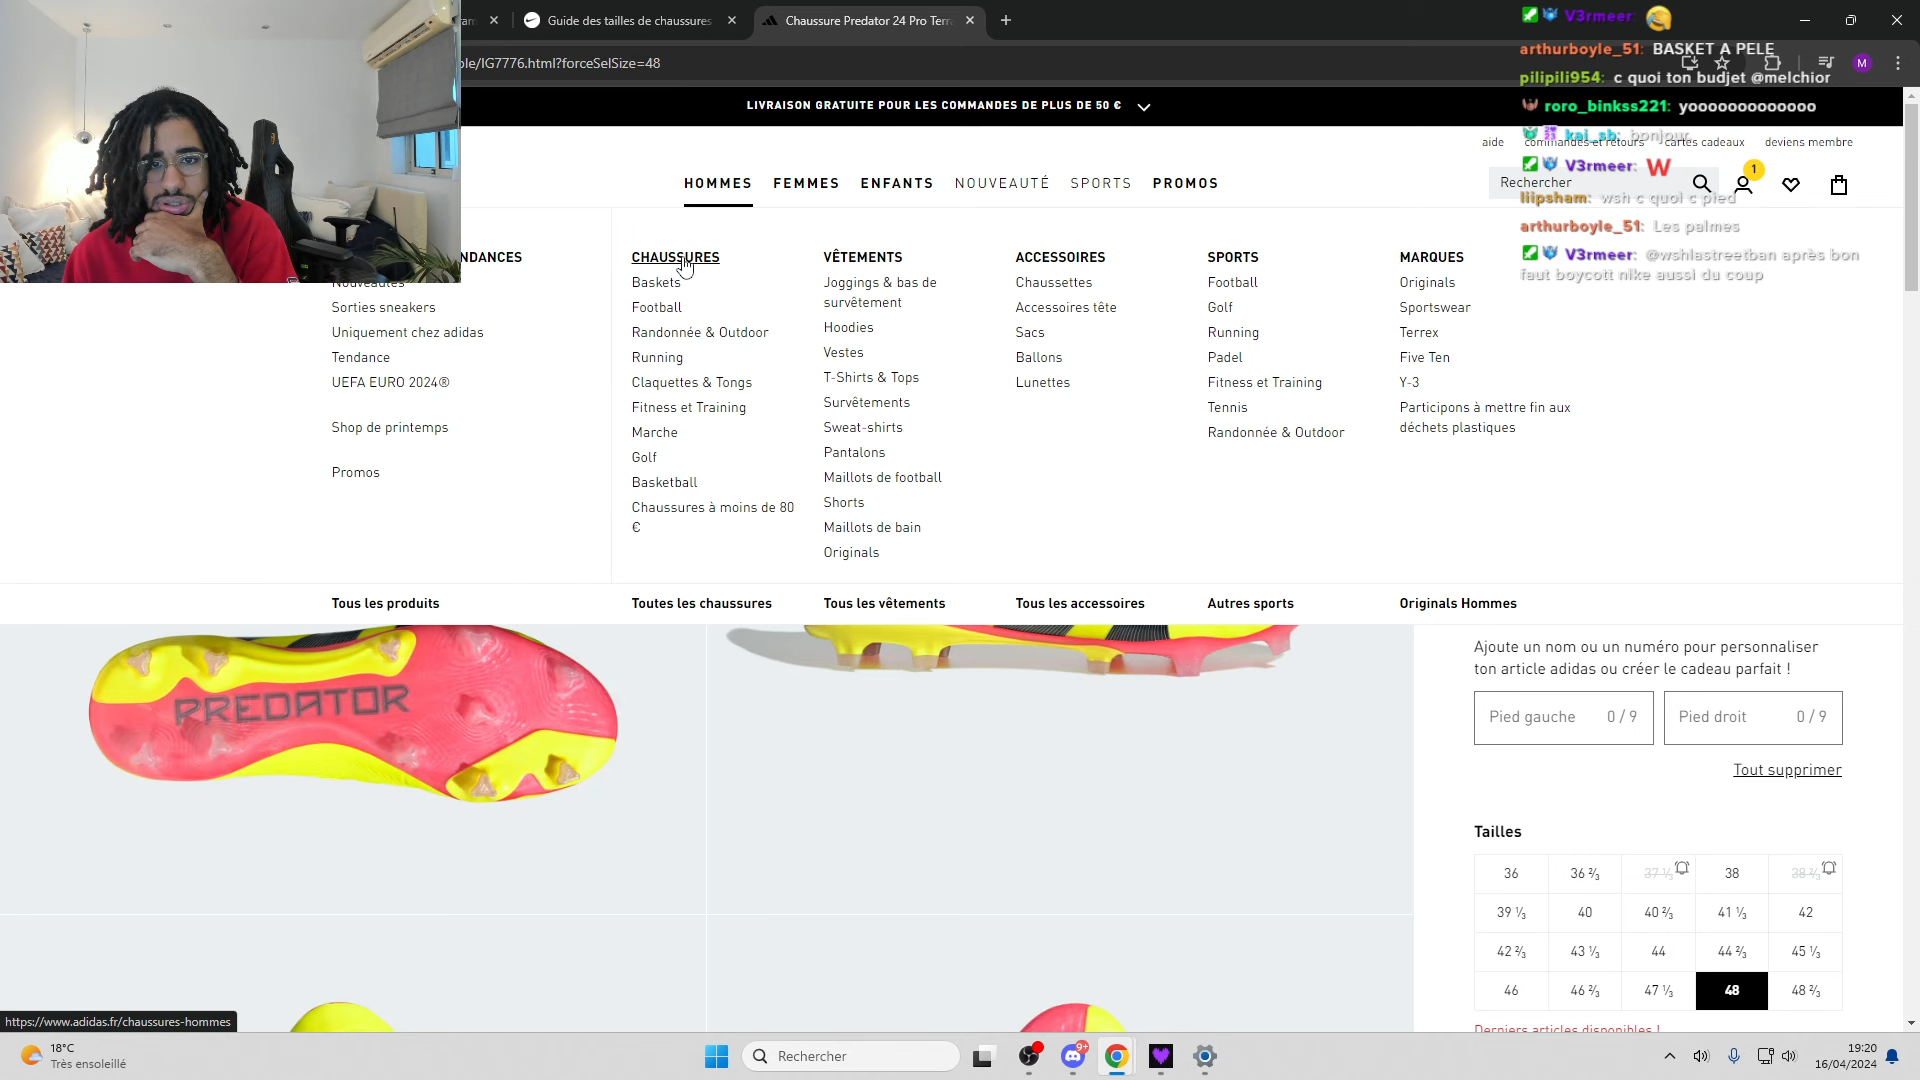 Guide des tailles de chaussures
Chaussure Predator 24 Pro Terr
V3rmeer:
arthurboyle_51: BASKET A PELE
le/IG7776.html?forceSelSize=48
M
pilipili954: c quoi ton budjet @melchior
LIVRAISON GRATUITE POUR LES COMMANDES DE PLUS DE 50 €
roro_binkss221: yooooooooooooo
kai_sb: bonjour
aide
commandes et retours
cartes cadeaux
deviens membre
V3rmeer: W
HOMMES
FEMMES
ENFANTS
NOUVEAUTÉ
SPORTS
PROMOS
Rechercher
1
liipsham: wsh c quoi c pied
arthurboyle_51: Les palmes
V3rmeer: @wshlastreetban après bon
faut boycott nike aussi du coup
NDANCES
Nouveautés
Sorties sneakers
Uniquement chez adidas
Tendance
UEFA EURO 2024®
Shop de printemps
Promos
CHAUSSURES
Baskets
Football
Randonnée & Outdoor
Running
Claquettes & Tongs
Fitness et Training
Marche
Golf
Basketball
Chaussures à moins de 80
€
VÊTEMENTS
Joggings & bas de
survêtement
Hoodies
Vestes
T-Shirts & Tops
Survêtements
Sweat-shirts
Pantalons
Maillots de football
Shorts
Maillots de bain
Originals
ACCESSOIRES
Chaussettes
Accessoires tête
Sacs
Ballons
Lunettes
SPORTS
Football
Golf
Running
Padel
Fitness et Training
Tennis
Randonnée & Outdoor
MARQUES
Originals
Sportswear
Terrex
Five Ten
Y-3
Participons à mettre fin aux
déchets plastiques
Tous les produits
Toutes les chaussures
Tous les vêtements
Tous les accessoires
Autres sports
Originals Hommes
PREDATOR
Ajoute un nom ou un numéro pour personnaliser
ton article adidas ou créer le cadeau parfait !
Pied gauche 0 / 9
Pied droit 0 / 9
Tout supprimer
Tailles
36 36 ⅔ 37 ⅓ 38 38 ⅔
39 ⅓ 40 40 ⅔ 41 ⅓ 42
42 ⅔ 43 ⅓ 44 44 ⅔ 45 ⅓
46 46 ⅔ 47 ⅓ 48 48 ⅔
Derniers articles disponibles !
https://www.adidas.fr/chaussures-hommes
18°C
Très ensoleillé
Rechercher
9+
19:20
16/04/2024